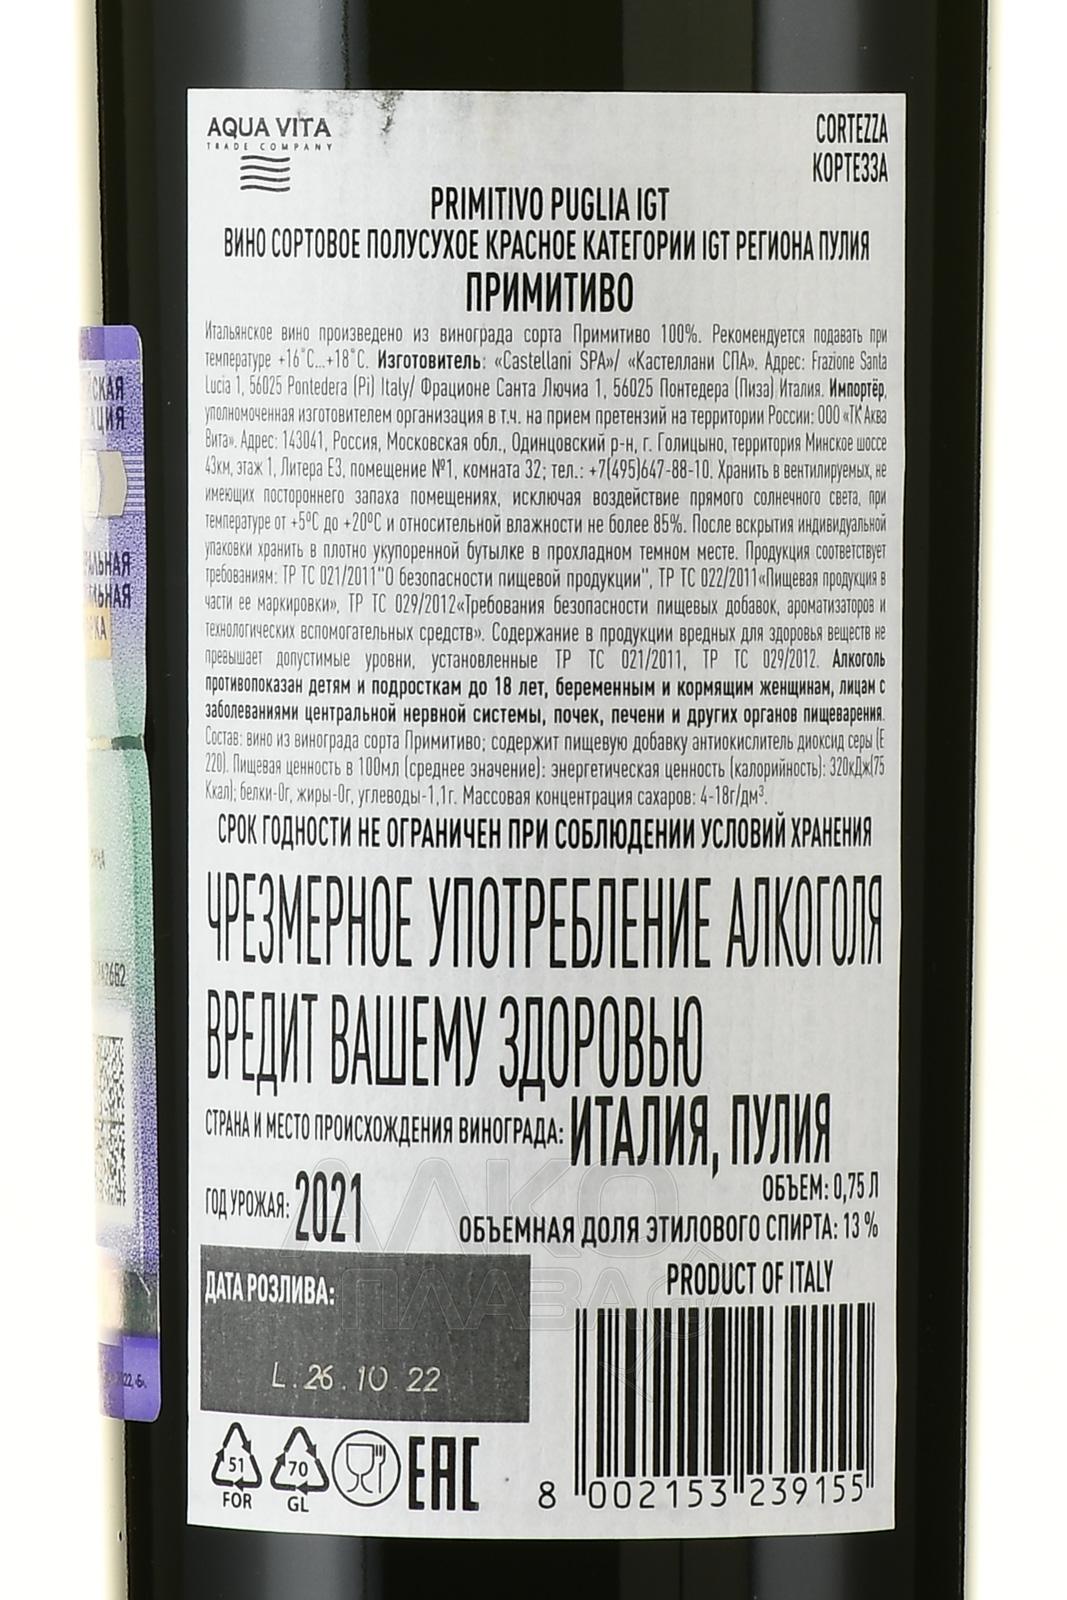 AQUA VITA
TRADE COMPANY
CORTEZZA
КОРТЕЗЗА
PRIMITIVO PUGLIA IGT
ВИНО СОРТОВОЕ ПОЛУСУХОЕ КРАСНОЕ КАТЕГОРИИ IGT РЕГИОНА ПУЛИЯ
ПРИМИТИВО
Итальянское вино произведено из винограда сорта Примитиво 100%. Рекомендуется подавать при
температуре +16°С...+18°С. Изготовитель: «Castellani SPA»/ «Кастеллани СПА». Адрес: Frazione Santa
Lucia 1, 56025 Pontedera (Pi) Italy/ Фрационе Санта Лючиа 1, 56025 Понтедера (Пиза) Италия. Импортёр,
уполномоченная изготовителем организация в т.ч. на прием претензий на территории России: ООО «ТК Аква
Вита». Адрес: 143041, Россия, Московская обл., Одинцовский р-н, г. Голицыно, территория Минское шоссе
43км, этаж 1, Литера Е3, помещение №1, комната 32; тел.: +7(495)647-88-10. Хранить в вентилируемых, не
имеющих постороннего запаха помещениях, исключая воздействие прямого солнечного света, при
температуре от +5ºС до +20ºС и относительной влажности не более 85%. После вскрытия индивидуальной
упаковки хранить в плотно укупоренной бутылке в прохладном темном месте. Продукция соответствует
требованиям: ТР ТС 021/2011"О безопасности пищевой продукции", ТР ТС 022/2011«Пищевая продукция в
части ее маркировки», ТР ТС 029/2012«Требования безопасности пищевых добавок, ароматизаторов и
технологических вспомогательных средств». Содержание в продукции вредных для здоровья веществ не
превышает допустимые уровни, установленные ТР ТС 021/2011, ТР ТС 029/2012. Алкоголь
противопоказан детям и подросткам до 18 лет, беременным и кормящим женщинам, лицам с
заболеваниями центральной нервной системы, почек, печени и других органов пищеварения.
Состав: вино из винограда сорта Примитиво; содержит пищевую добавку антиокислитель диоксид серы (Е
220). Пищевая ценность в 100мл (среднее значение): энергетическая ценность (калорийность): 320кДж(75
Ккал); белки-0г, жиры-0г, углеводы-1,1г. Массовая концентрация сахаров: 4-18г/дм³.
СРОК ГОДНОСТИ НЕ ОГРАНИЧЕН ПРИ СОБЛЮДЕНИИ УСЛОВИЙ ХРАНЕНИЯ
ЧРЕЗМЕРНОЕ УПОТРЕБЛЕНИЕ АЛКОГОЛЯ
ВРЕДИТ ВАШЕМУ ЗДОРОВЬЮ
СТРАНА И МЕСТО ПРОИСХОЖДЕНИЯ ВИНОГРАДА: ИТАЛИЯ, ПУЛИЯ
ГОД УРОЖАЯ: 2021
ОБЪЕМ: 0,75 Л
ОБЪЕМНАЯ ДОЛЯ ЭТИЛОВОГО СПИРТА: 13 %
ДАТА РОЗЛИВА:
L.26.10 22
PRODUCT OF ITALY
51
FOR
70
GL
EAC
8 002153 239155
АЛКО
ПЛАЗА